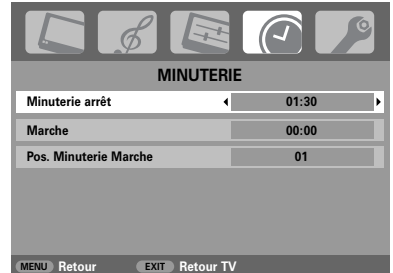 MINUTERIE
Minuterie arrêt 01:30
Marche 00:00
Pos. Minuterie Marche 01
MENU Retour EXIT Retour TV